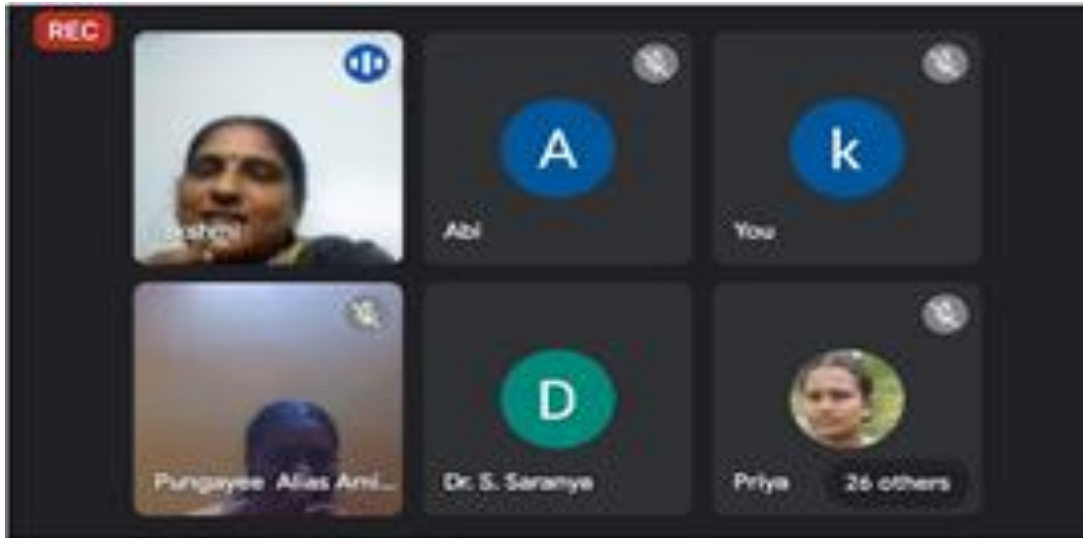 REC
A
Abi
k
You
Pungayee Alias Ami...
D
Dr. S. Saranya
Priya
26 others